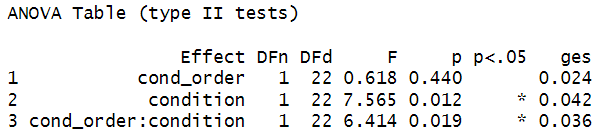 ANOVA Table (type II tests)
Effect DFn DFd F p p<.05 ges
1 cond_order 1 22 0.618 0.440 0.024
2 condition 1 22 7.565 0.012 * 0.042
3 cond_order:condition 1 22 6.414 0.019 * 0.036